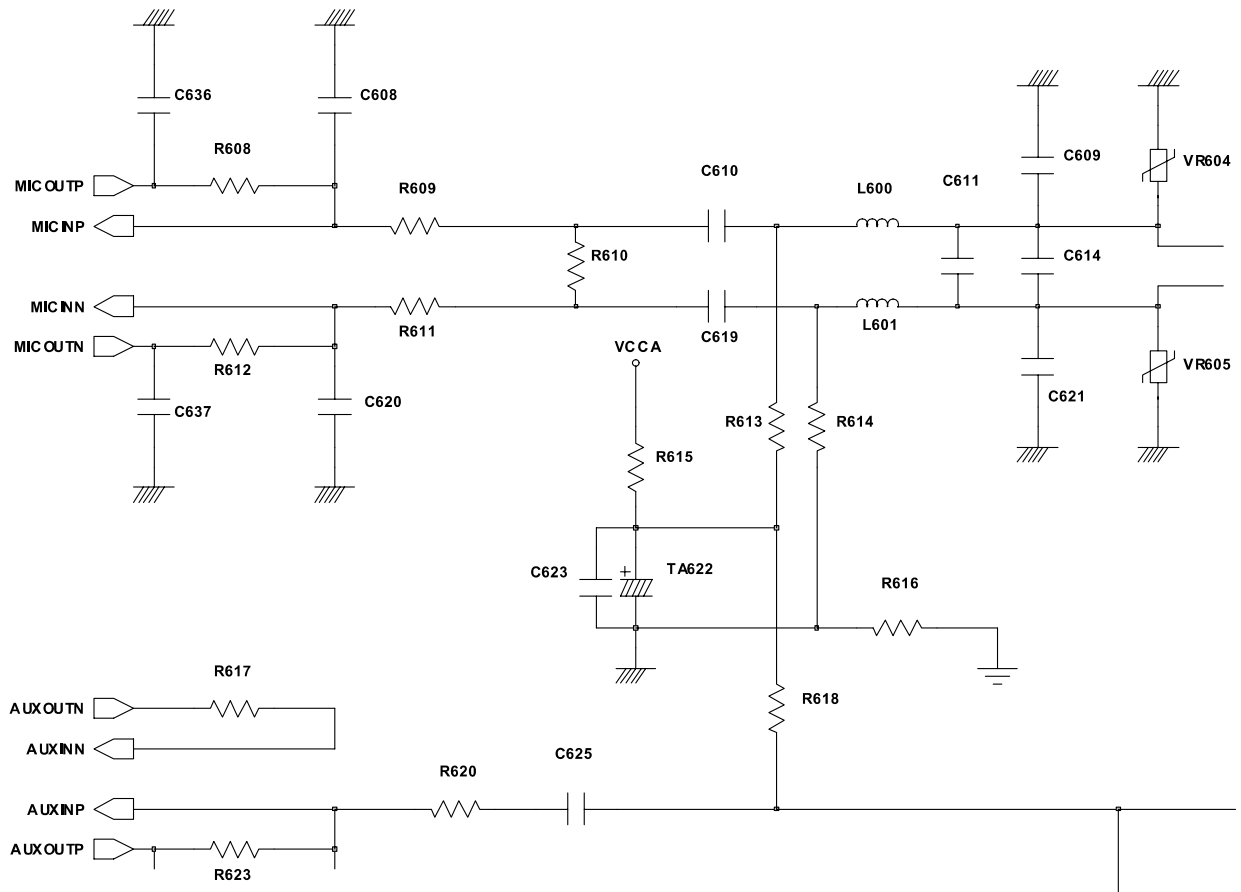 C636
C608
R608
C610
C609
VR604
MICOUTP
R609
L600
C611
MICINP
R610
C614
MICINN
R611
C619
L601
MICOUTN
R612
VCCA
VR605
C637
C620
C621
R613
R614
R615
C623
+
TA622
R616
R617
R618
AUXOUTN
AUXINN
C625
R620
AUXINP
AUXOUTP
R623